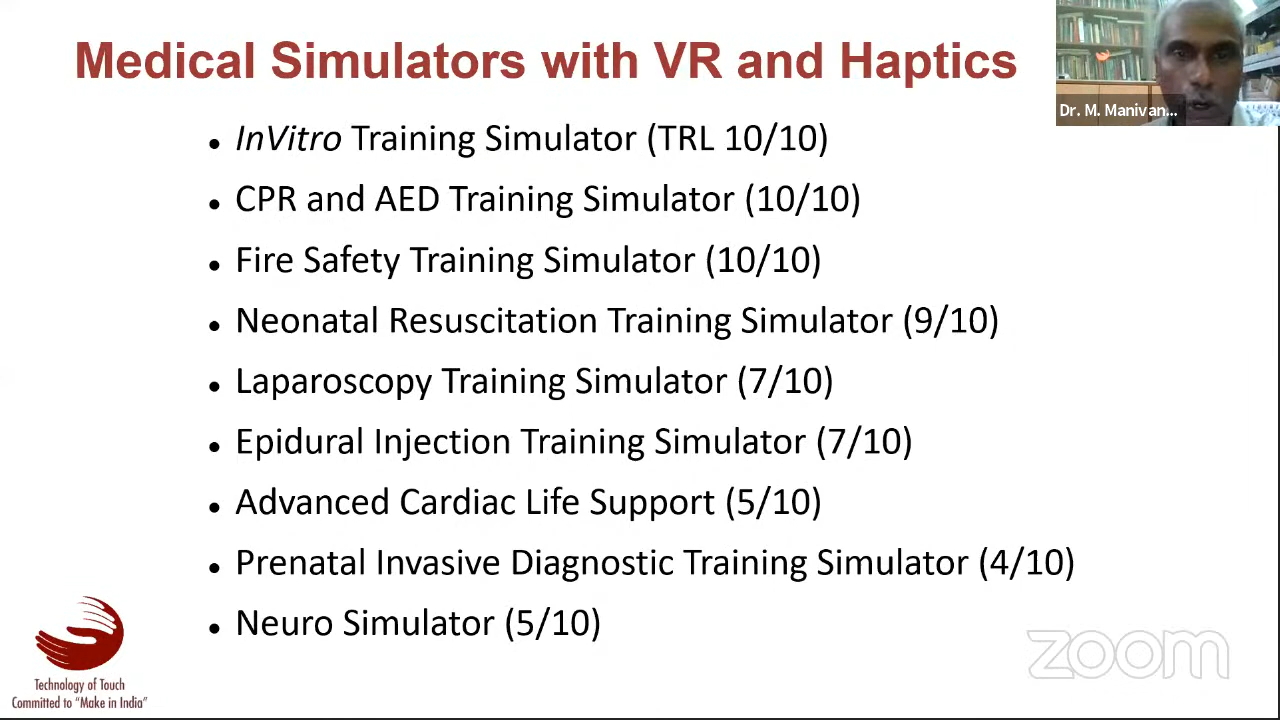 Medical Simulators with VR and Haptics
Dr. M. Manivan...
• InVitro Training Simulator (TRL 10/10)
• CPR and AED Training Simulator (10/10)
• Fire Safety Training Simulator (10/10)
• Neonatal Resuscitation Training Simulator (9/10)
• Laparoscopy Training Simulator (7/10)
• Epidural Injection Training Simulator (7/10)
• Advanced Cardiac Life Support (5/10)
• Prenatal Invasive Diagnostic Training Simulator (4/10)
• Neuro Simulator (5/10)
Technology of Touch
Committed to “Make in India”
zoom